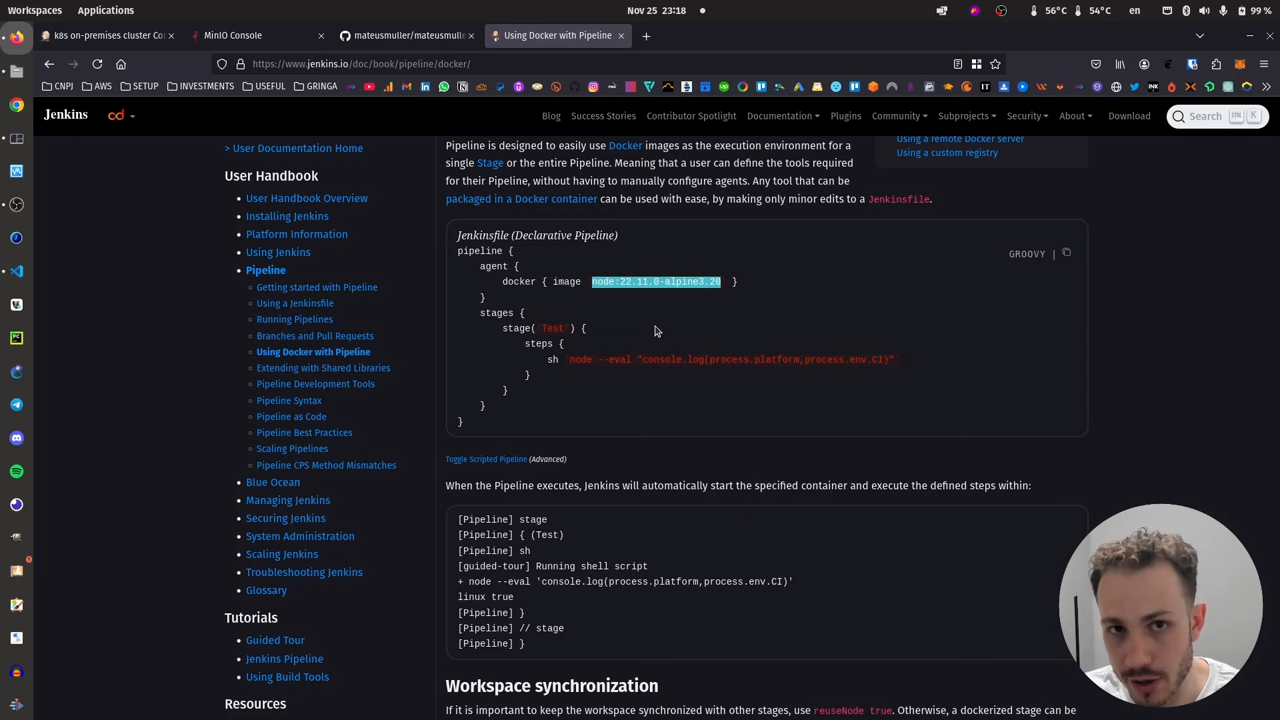 Workspaces Applications Nov 25 23:18 56°C 54°C en 99 %
k8s on-premises cluster Co
MinIO Console
mateusmuller/mateusmulle
Using Docker with Pipeline
https://www.jenkins.io/doc/book/pipeline/docker/
CNPJ AWS SETUP INVESTMENTS USEFUL GRINGA
Jenkins cd Blog Success Stories Contributor Spotlight Documentation Plugins Community Subprojects Security About Download Search CTRL K
> User Documentation Home
User Handbook
User Handbook Overview
Installing Jenkins
Platform Information
Using Jenkins
Pipeline
Getting started with Pipeline
Using a Jenkinsfile
Running Pipelines
Branches and Pull Requests
Using Docker with Pipeline
Extending with Shared Libraries
Pipeline Development Tools
Pipeline Syntax
Pipeline as Code
Pipeline Best Practices
Scaling Pipelines
Pipeline CPS Method Mismatches
Blue Ocean
Managing Jenkins
Securing Jenkins
System Administration
Scaling Jenkins
Troubleshooting Jenkins
Glossary
Tutorials
Guided Tour
Jenkins Pipeline
Using Build Tools
Resources
Using a remote Docker server
Using a custom registry
Pipeline is designed to easily use Docker images as the execution environment for a
single Stage or the entire Pipeline. Meaning that a user can define the tools required
for their Pipeline, without having to manually configure agents. Any tool that can be
packaged in a Docker container can be used with ease, by making only minor edits to a Jenkinsfile.
Jenkinsfile (Declarative Pipeline)
GROOVY |
pipeline {
agent {
docker { image 'node:22.11.0-alpine3.20' }
}
stages {
stage('Test') {
steps {
sh 'node --eval "console.log(process.platform,process.env.CI)"'
}
}
}
}
Toggle Scripted Pipeline (Advanced)
When the Pipeline executes, Jenkins will automatically start the specified container and execute the defined steps within:
[Pipeline] stage
[Pipeline] { (Test)
[Pipeline] sh
[guided-tour] Running shell script
+ node --eval 'console.log(process.platform,process.env.CI)'
linux true
[Pipeline] }
[Pipeline] // stage
[Pipeline] }
Workspace synchronization
If it is important to keep the workspace synchronized with other stages, use reuseNode true. Otherwise, a dockerized stage can be